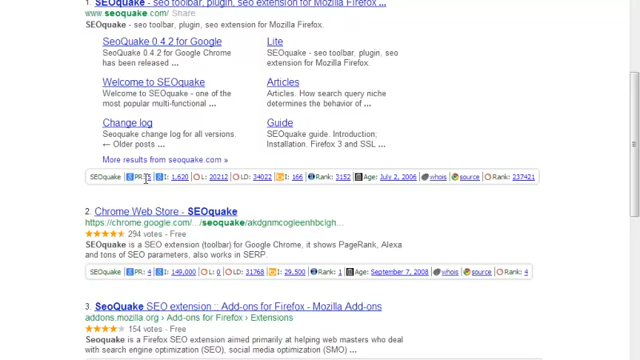 1. SEOquake - seo toolbar, plugin, seo extension for Mozilla Firefox ...
www.seoquake.com/ Share
SEOquake - seo toolbar, plugin, seo extension for Mozilla Firefox.
SeoQuake 0.4.2 for Google
SeoQuake 0.4.2 for Google Chrome
has been released ...
Lite
SEOquake - seo toolbar, plugin, seo
extension for Mozilla Firefox.
Welcome to SEOquake
Welcome to SEOquake - one of the
most popular multi-functional ...
Articles
Articles. How search query niche
determines the behavior of ...
Change log
Seoquake change log for all versions.
← Older posts ...
Guide
SEOquake guide. Introduction;
Installation. Firefox 3 and SSL ...
More results from seoquake.com »
SEOquake PR: 5 I: 1,620 L: 20212 LD: 34022 I: 166 Rank: 3152 Age: July 2, 2006 whois source Rank: 237421
2. Chrome Web Store - SEOquake
https://chrome.google.com/.../seoquake/akdgnmcogleenhbclgh...
294 votes - Free
SEOquake is a SEO extension (toolbar) for Google Chrome, it shows PageRank, Alexa
and tons of SEO parameters, also works in SERP.
SEOquake PR: 4 I: 149,000 L: 0 LD: 31768 I: 29,500 Rank: 1 Age: September 7, 2008 whois source Rank: 4
3. SeoQuake SEO extension :: Add-ons for Firefox - Mozilla Add-ons
addons.mozilla.org › Add-ons for Firefox › Extensions
154 votes - Free
Seoquake is a Firefox SEO extension aimed primarily at helping web masters who deal
with search engine optimization (SEO), social media optimization (SMO) ...